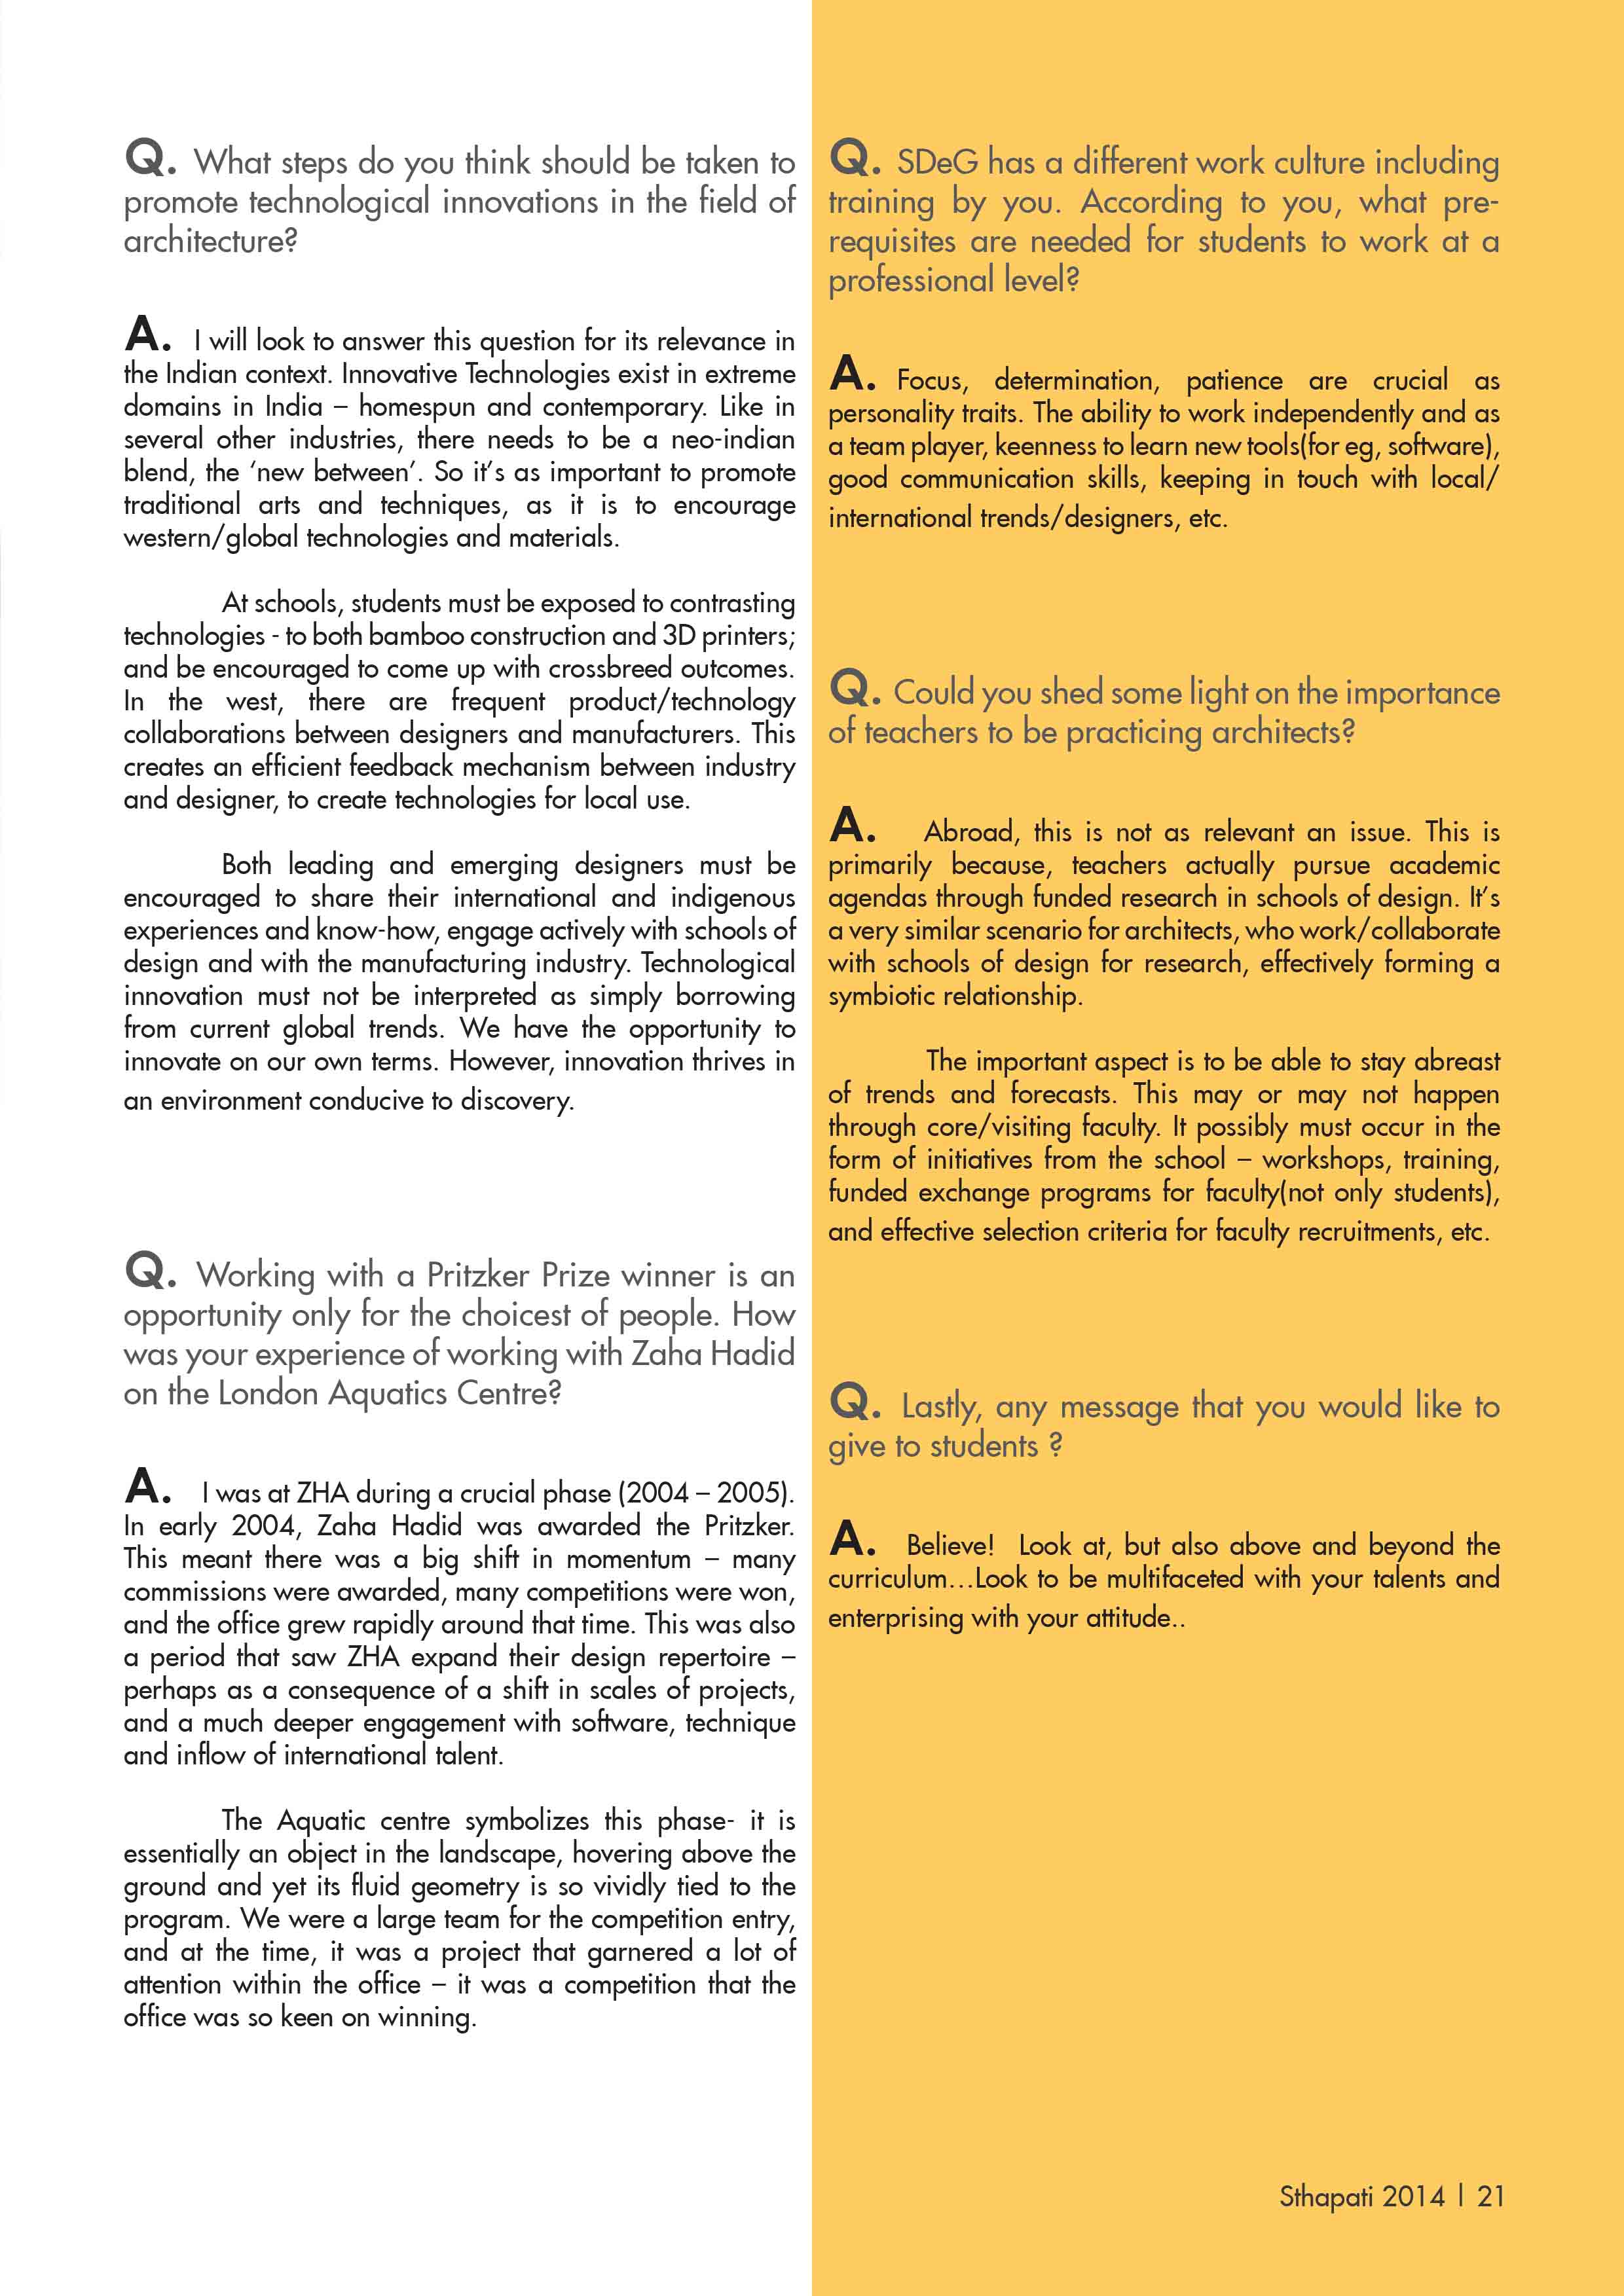 Q. What steps do you think should be taken to
promote technological innovations in the field of
architecture?
A. I will look to answer this question for its relevance in
the Indian context. Innovative Technologies exist in extreme
domains in India – homespun and contemporary. Like in
several other industries, there needs to be a neo-indian
blend, the ‘new between’. So it’s as important to promote
traditional arts and techniques, as it is to encourage
western/global technologies and materials.
At schools, students must be exposed to contrasting
technologies - to both bamboo construction and 3D printers;
and be encouraged to come up with crossbreed outcomes.
In the west, there are frequent product/technology
collaborations between designers and manufacturers. This
creates an efficient feedback mechanism between industry
and designer, to create technologies for local use.
Both leading and emerging designers must be
encouraged to share their international and indigenous
experiences and know-how, engage actively with schools of
design and with the manufacturing industry. Technological
innovation must not be interpreted as simply borrowing
from current global trends. We have the opportunity to
innovate on our own terms. However, innovation thrives in
an environment conducive to discovery.
Q. Working with a Pritzker Prize winner is an
opportunity only for the choicest of people. How
was your experience of working with Zaha Hadid
on the London Aquatics Centre?
A. I was at ZHA during a crucial phase (2004 – 2005).
In early 2004, Zaha Hadid was awarded the Pritzker.
This meant there was a big shift in momentum – many
commissions were awarded, many competitions were won,
and the office grew rapidly around that time. This was also
a period that saw ZHA expand their design repertoire –
perhaps as a consequence of a shift in scales of projects,
and a much deeper engagement with software, technique
and inflow of international talent.
The Aquatic centre symbolizes this phase- it is
essentially an object in the landscape, hovering above the
ground and yet its fluid geometry is so vividly tied to the
program. We were a large team for the competition entry,
and at the time, it was a project that garnered a lot of
attention within the office – it was a competition that the
office was so keen on winning.
Q. SDeG has a different work culture including
training by you. According to you, what pre-
requisites are needed for students to work at a
professional level?
A. Focus, determination, patience are crucial as
personality traits. The ability to work independently and as
a team player, keenness to learn new tools(for eg, software),
good communication skills, keeping in touch with local/
international trends/designers, etc.
Q. Could you shed some light on the importance
of teachers to be practicing architects?
A. Abroad, this is not as relevant an issue. This is
primarily because, teachers actually pursue academic
agendas through funded research in schools of design. It’s
a very similar scenario for architects, who work/collaborate
with schools of design for research, effectively forming a
symbiotic relationship.
The important aspect is to be able to stay abreast
of trends and forecasts. This may or may not happen
through core/visiting faculty. It possibly must occur in the
form of initiatives from the school – workshops, training,
funded exchange programs for faculty(not only students),
and effective selection criteria for faculty recruitments, etc.
Q. Lastly, any message that you would like to
give to students ?
A. Believe! Look at, but also above and beyond the
curriculum...Look to be multifaceted with your talents and
enterprising with your attitude..
Sthapati 2014 | 21